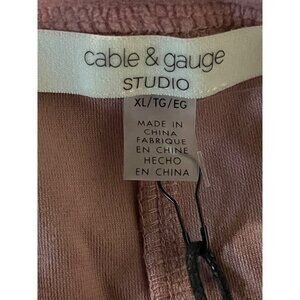 cable & gauge
STUDIO
XL/TG/EG
MADE IN
CHINA
FABRIQUE
EN CHINE
HECHO
EN CHINA